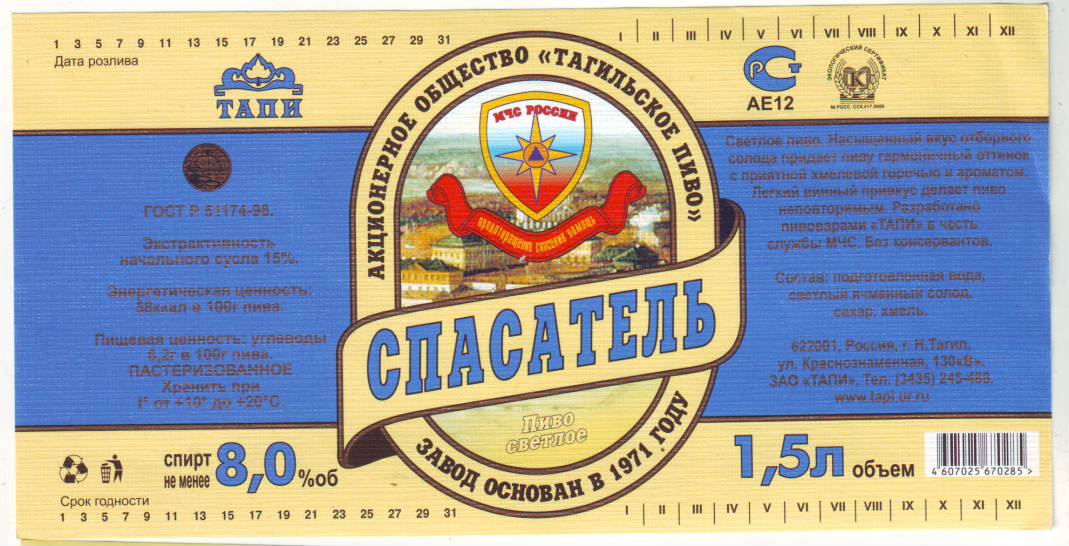 1 3 5 7 9 11 13 15 17 19 21 23 25 27 29 31
Дата розлива
I II III IV V VI VII VIII IX X XI XII
ТАПИ
ГОСТ Р 51174-98.
Экстрактивность
начального сусла 15%.
Энергетическая ценность:
58ккал в 100г пива.
Пищевая ценность: углеводы
6,2г в 100г пива.
ПАСТЕРИЗОВАННОЕ
Хранить при
t° от +10° до +20°С.
спирт
не менее 8,0 %об
Срок годности
1 3 5 7 9 11 13 15 17 19 21 23 25 27 29 31
АКЦИОНЕРНОЕ ОБЩЕСТВО «ТАГИЛЬСКОЕ ПИВО»
МЧС РОССИИ
предотвращение спасение помощь
СПАСАТЕЛЬ
Пиво
светлое
ЗАВОД ОСНОВАН В 1971 ГОДУ
РСТ
АЕ12
ЭКОЛОГИЧЕСКИЙ СЕРТИФИКАТ
Светлое пиво. Насыщенный вкус отборного
солода придает пиву гармоничный оттенок
с приятной хмелевой горечью и ароматом.
Легкий винный привкус делает пиво
неповторимым. Разработано
пивоварами «ТАПИ» в честь
службы МЧС. Без консервантов.
Состав: подготовленная вода,
светлый ячменный солод,
сахар, хмель.
622001, Россия, г. Н.Тагил,
ул. Краснознаменная, 130«В».
ЗАО «ТАПИ». Тел. (3435) 245-488.
www.tapi.ur.ru
1,5л объем
4 607025 670285 >
I II III IV V VI VII VIII IX X XI XII